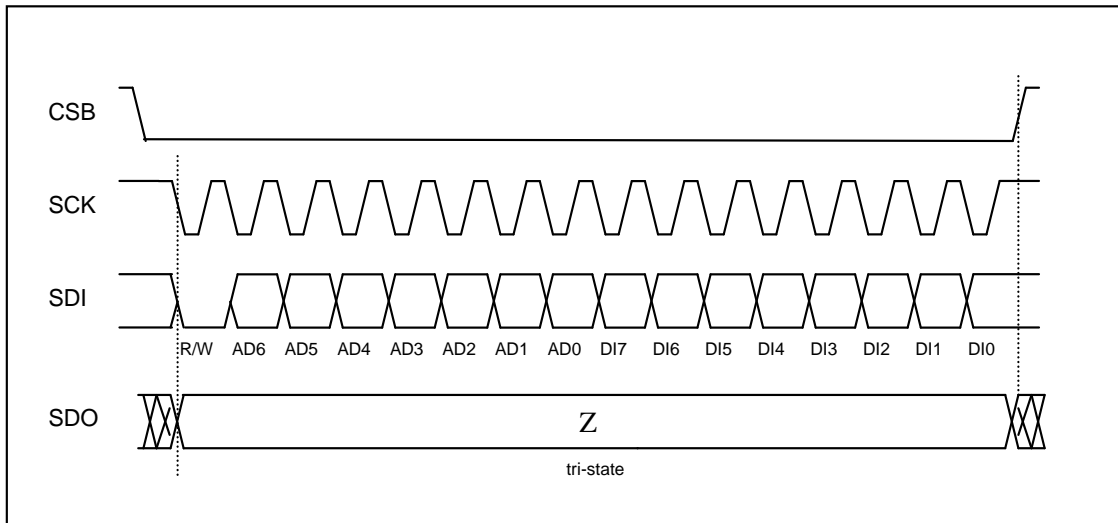 CSB
SCK
SDI
R/W AD6 AD5 AD4 AD3 AD2 AD1 AD0 DI7 DI6 DI5 DI4 DI3 DI2 DI1 DI0
SDO
Z
tri-state